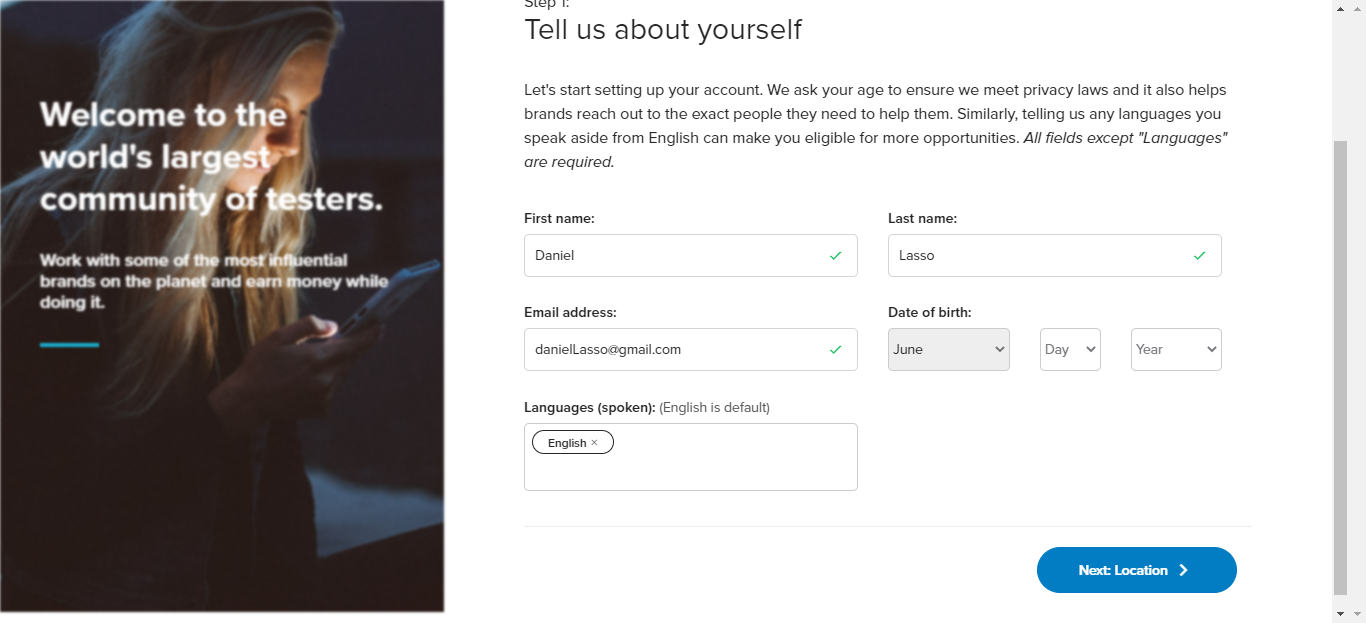 Step 1:
Tell us about yourself
Welcome to the
world's largest
community of testers.
Work with some of the most influential
brands on the planet and earn money while
doing it.
Let's start setting up your account. We ask your age to ensure we meet privacy laws and it also helps
brands reach out to the exact people they need to help them. Similarly, telling us any languages you
speak aside from English can make you eligible for more opportunities. All fields except "Languages"
are required.
First name:
Last name:
Daniel
Lasso
Email address:
Date of birth:
danielLasso@gmail.com
June
Day
Year
Languages (spoken): (English is default)
English ×
Next: Location